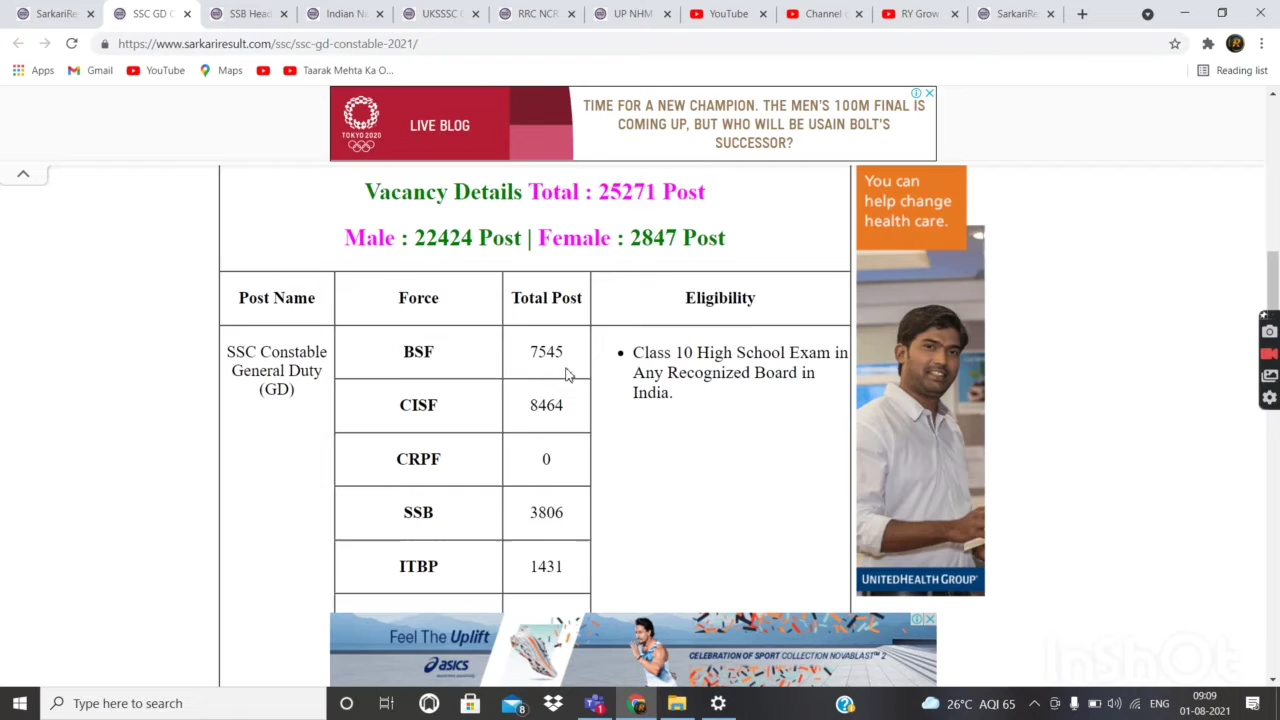 SSC GD C
SSB Head
Indian Na
UKSSSC G
RRC NCR
UP NHM
Channel c
RY Grow
SarkariRe
https://www.sarkariresult.com/ssc/ssc-gd-constable-2021/
Apps
Gmail
YouTube
Maps
Taarak Mehta Ka O...
Reading list
TOKYO 2020
LIVE BLOG
TIME FOR A NEW CHAMPION. THE MEN'S 100M FINAL IS
COMING UP, BUT WHO WILL BE USAIN BOLT'S
SUCCESSOR?
Vacancy Details Total : 25271 Post
Male : 22424 Post | Female : 2847 Post
Post Name Force Total Post Eligibility
SSC Constable
General Duty
(GD)
BSF 7545
• Class 10 High School Exam in
Any Recognized Board in
India.
CISF 8464
CRPF 0
SSB 3806
ITBP 1431
You can
help change
health care.
UNITEDHEALTH GROUP
Feel The Uplift
asics
CELEBRATION OF SPORT COLLECTION NOVABLAST™ 2
InShOt
Type here to search
8
1
26°C AQI 65
ENG
09:09
01-08-2021